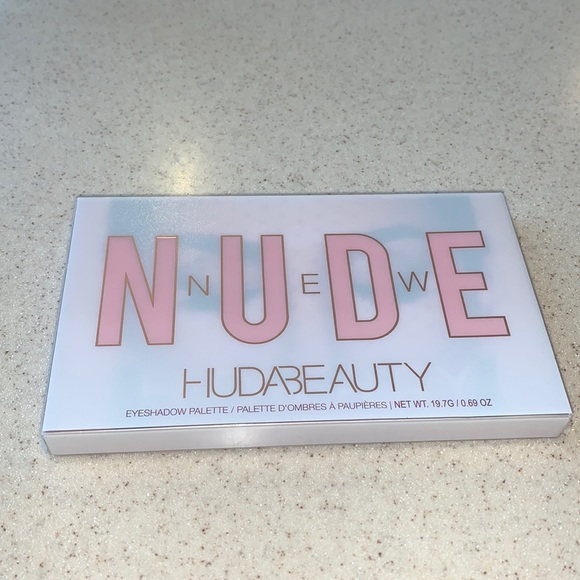 NUDE
NEW
HUDABEAUTY
EYESHADOW PALETTE / PALETTE D'OMBRES À PAUPIÈRES | NET WT. 19.7G / 0.69 OZ